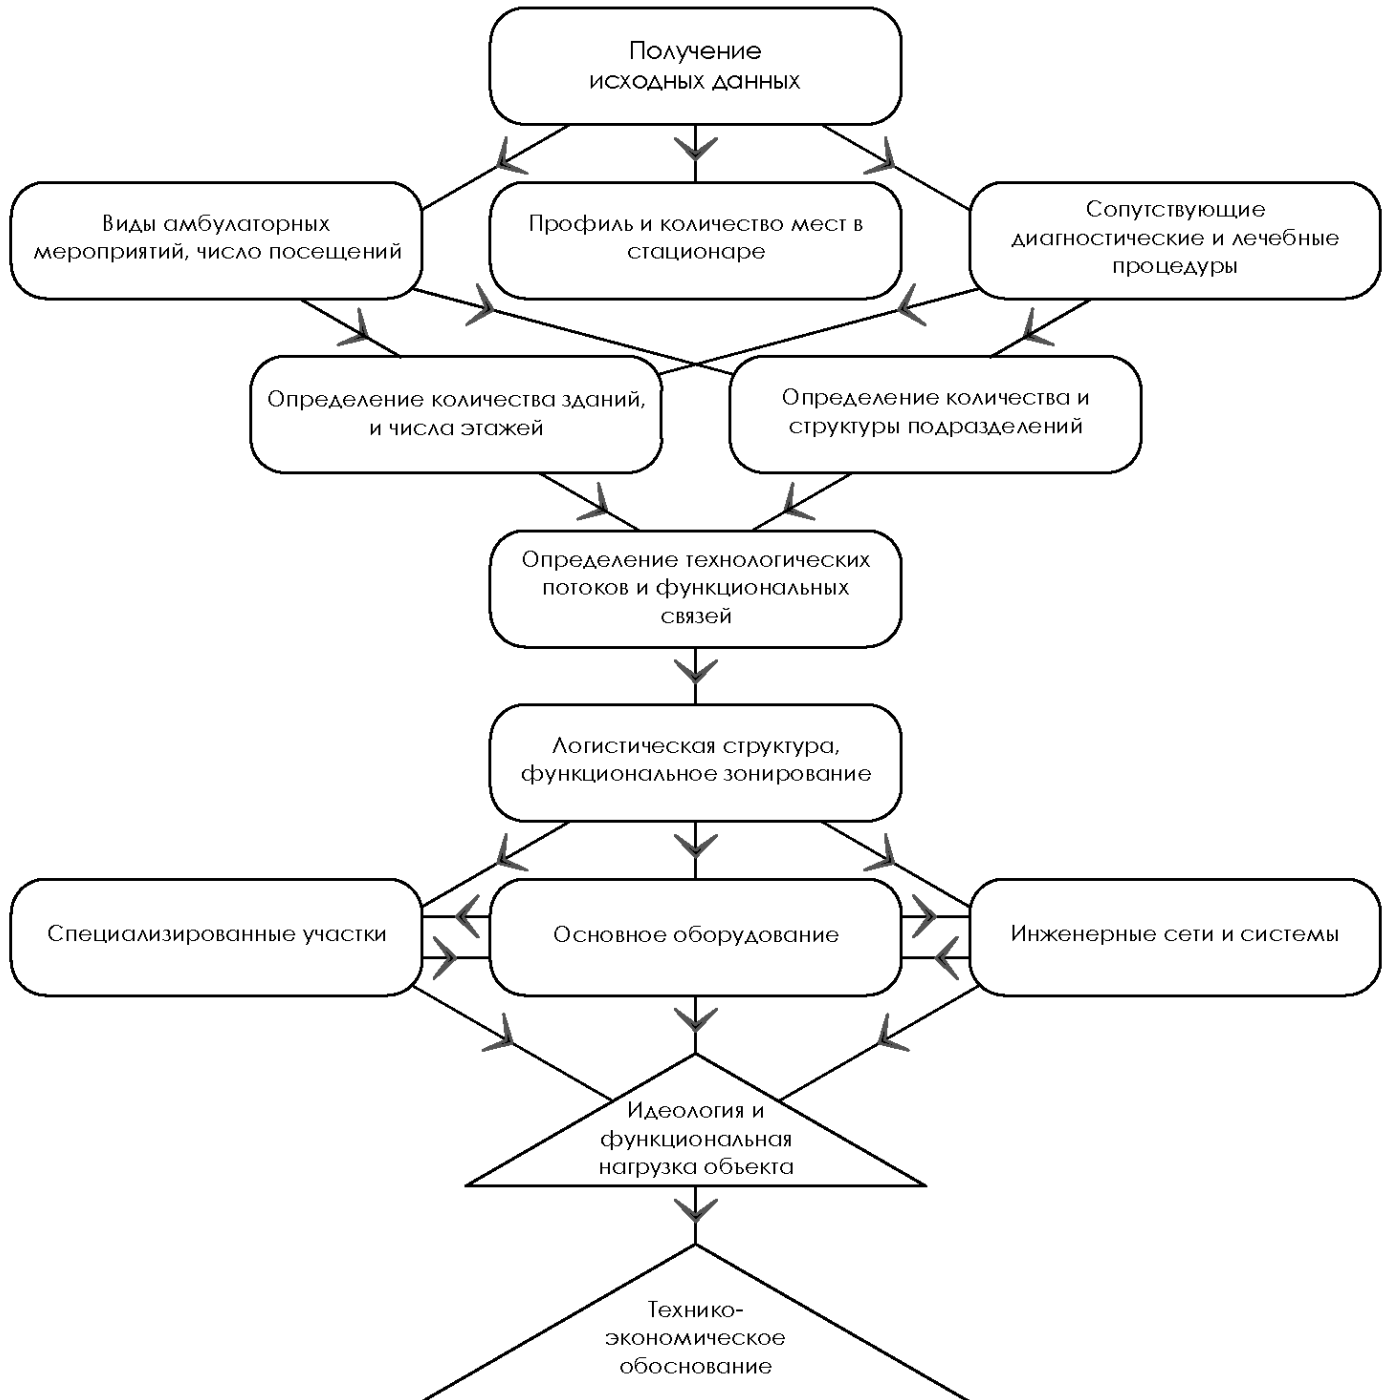 Получение
исходных данных
Виды амбулаторных
мероприятий, число посещений
Профиль и количество мест в
стационаре
Сопутствующие
диагностические и лечебные
процедуры
Определение количества зданий,
и числа этажей
Определение количества и
структуры подразделений
Определение технологических
потоков и функциональных
связей
Логистическая структура,
функциональное зонирование
Специализированные участки
Основное оборудование
Инженерные сети и системы
Идеология и
функциональная
нагрузка объекта
Технико-
экономическое
обоснование